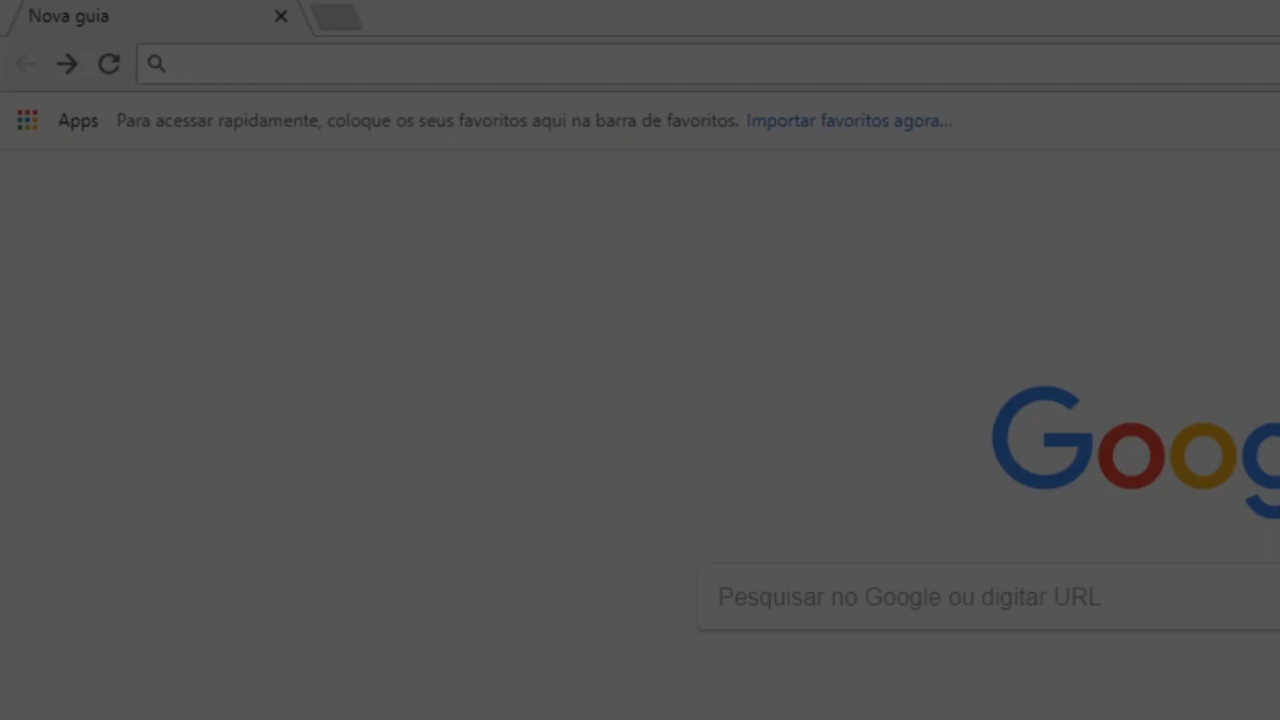 Nova guia
Apps Para acessar rapidamente, coloque os seus favoritos aqui na barra de favoritos. Importar favoritos agora...
Goog
Pesquisar no Google ou digitar URL